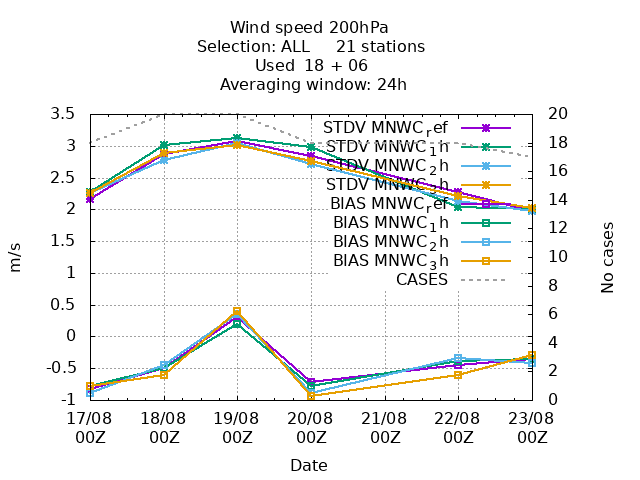 Wind speed 200hPa
Selection: ALL 21 stations
Used 18 + 06
Averaging window: 24h
STDV MNWC_ref
STDV MNWC_1h
STDV MNWC_2h
STDV MNWC_3h
BIAS MNWC_ref
BIAS MNWC_1h
BIAS MNWC_2h
BIAS MNWC_3h
CASES
3.5
3
2.5
2
1.5
1
0.5
0
-0.5
-1
m/s
20
18
16
14
12
10
8
6
4
2
0
No cases
17/08 18/08 19/08 20/08 21/08 22/08 23/08
00Z 00Z 00Z 00Z 00Z 00Z 00Z
Date